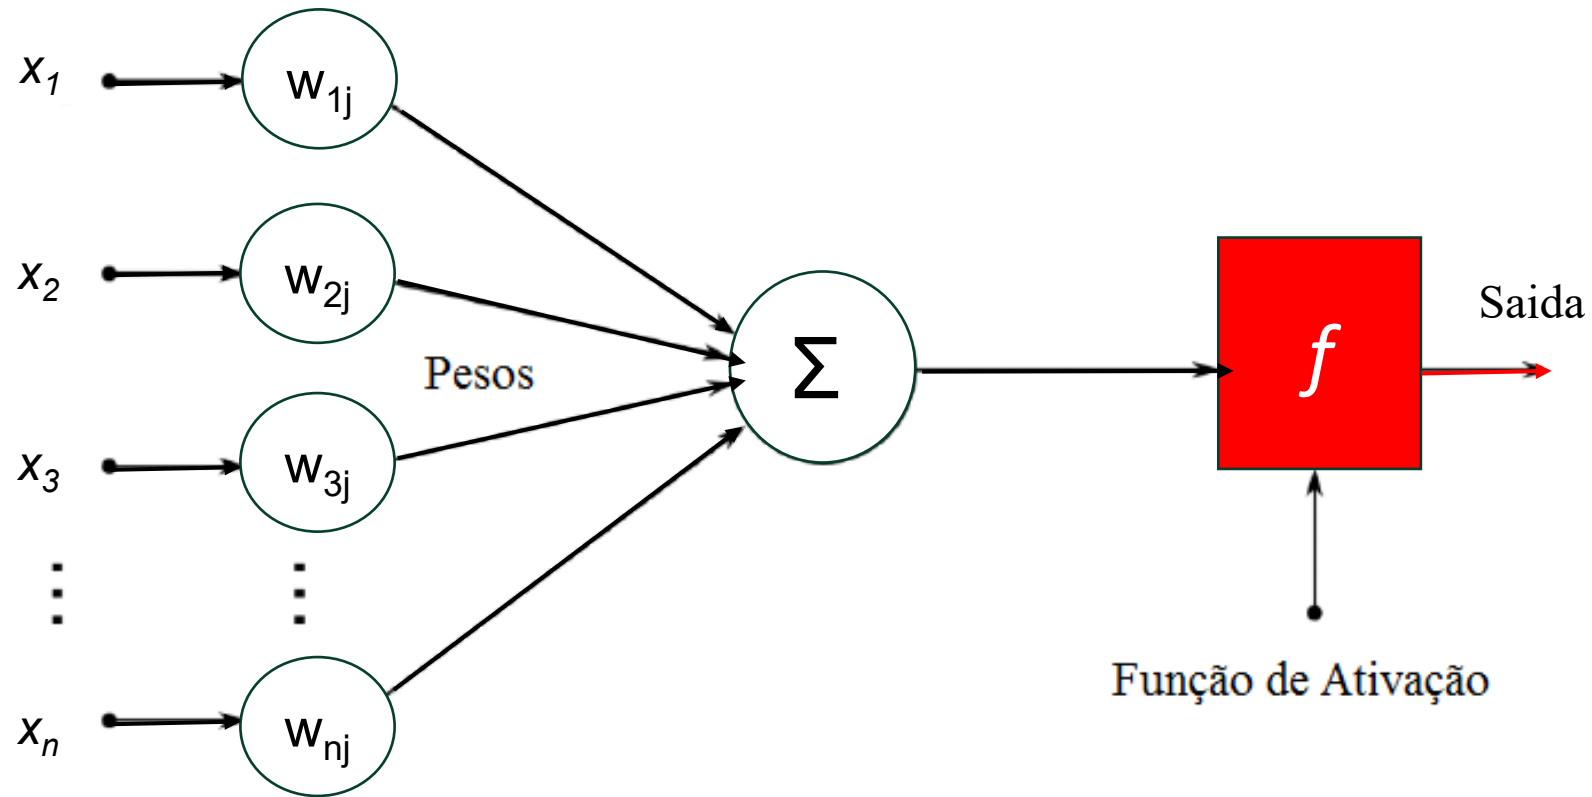 x1
w1j
x2
w2j
Pesos
x3
w3j
xn
wnj
Σ
f
Saida
Função de Ativação